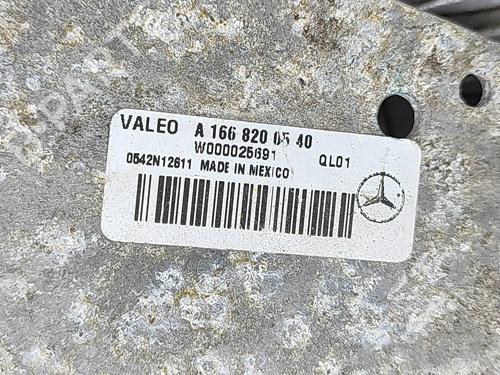 VALEO A 166 820 05 40
W000025691 QL01
0542N12611 MADE IN MEXICO